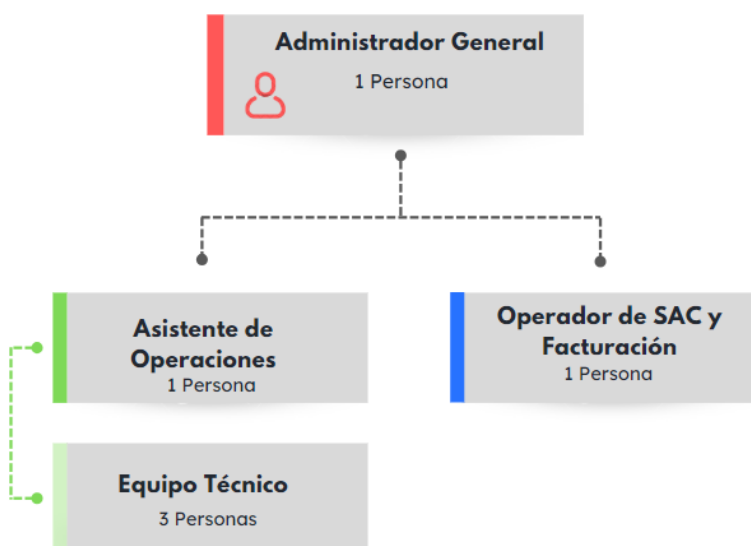 Administrador General
1 Persona
Asistente de
Operaciones
1 Persona
Operador de SAC y
Facturación
1 Persona
Equipo Técnico
3 Personas